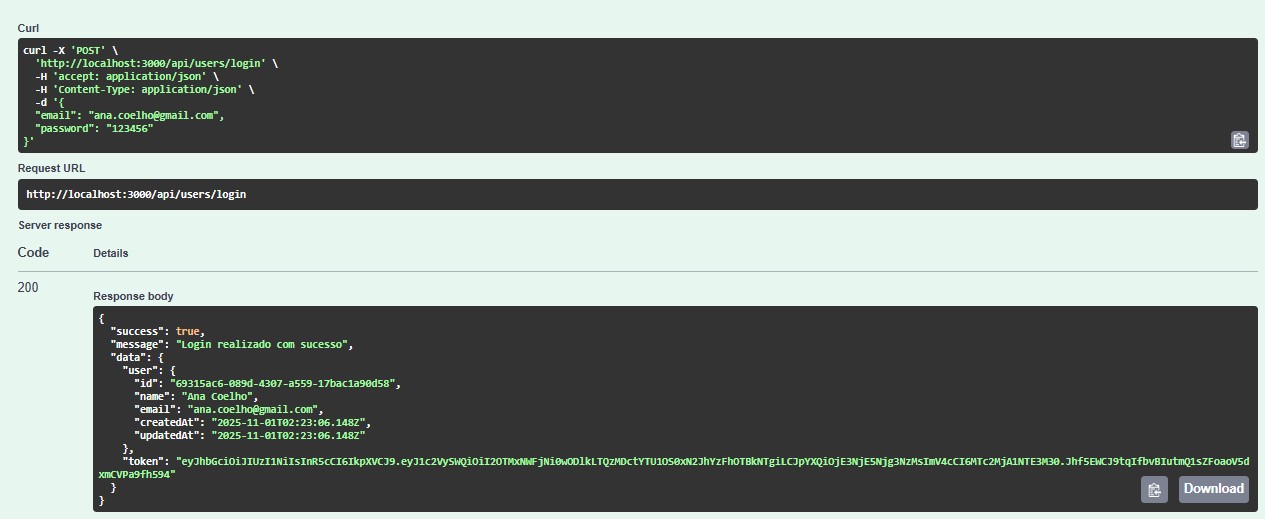 Curl
curl -X 'POST' \
'http://localhost:3000/api/users/login' \
-H 'accept: application/json' \
-H 'Content-Type: application/json' \
-d '{
"email": "ana.coelho@gmail.com",
"password": "123456"
}'
Request URL
http://localhost:3000/api/users/login
Server response
Code Details
200
Response body
{
"success": true,
"message": "Login realizado com sucesso",
"data": {
"user": {
"id": "69315ac6-089d-4307-a559-17bac1a90d58",
"name": "Ana Coelho",
"email": "ana.coelho@gmail.com",
"createdAt": "2025-11-01T02:23:06.148Z",
"updatedAt": "2025-11-01T02:23:06.148Z"
},
"token": "eyJhbGciOiJIUzI1NiIsInR5cCI6IkpXVCJ9.eyJ1c2VySWQiOiI2OTMxNWFjNi0wODlkLTQzMDctYTU1OS0xN2JhYzFhOTBkNTgiLCJpYXQiOjE3NjE5Njg3NzMsImV4cCI6MTc2MjA1NTE3M30.Jhf5EWCJ9tqIfbvBIutmQ1sZFoaoV5d
xmCVPa9fh594"
}
}
Download